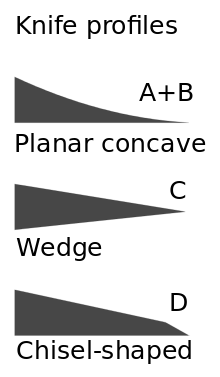 Knife profiles
A+B
Planar concave
C
Wedge
D
Chisel-shaped